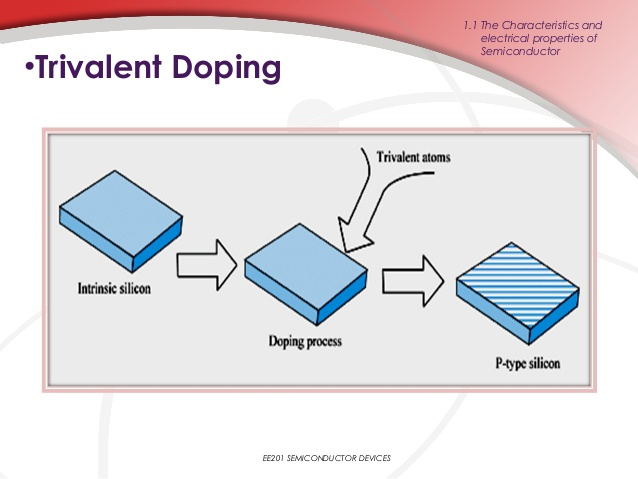 1.1 The Characteristics and
electrical properties of
Semiconductor
•Trivalent Doping
Trivalent atoms
Intrinsic silicon
Doping process
P-type silicon
EE201 SEMICONDUCTOR DEVICES